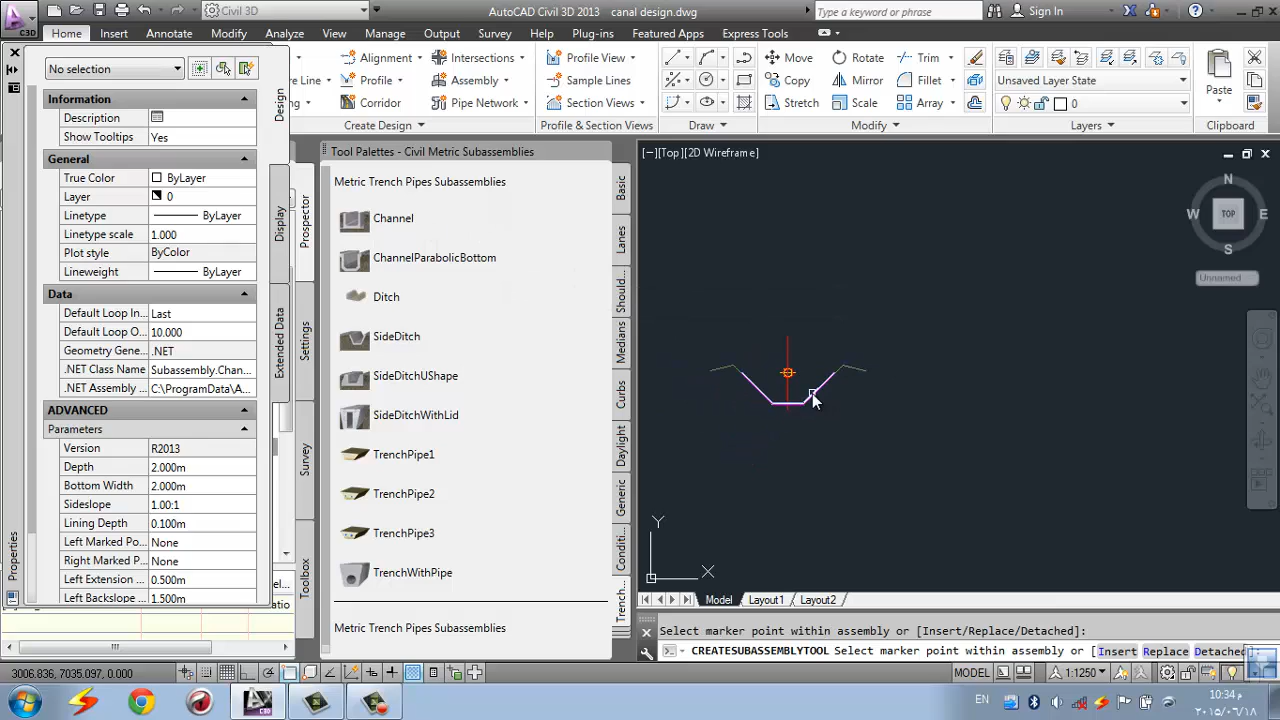 Civil 3D
AutoCAD Civil 3D 2013 canal design.dwg
Type a keyword or phrase
Sign In
Home Insert Annotate Modify Analyze View Manage Output Survey Plug-ins Featured Apps Express Tools
Alignment Intersections Profile View Move Rotate Unsaved Layer State Paste
Line Profile Assembly Sample Lines Copy Mirror Fillet 0
Corridor Pipe Network Section Views Stretch Scale Array
Create Design Profile & Section Views Draw Modify Layers Clipboard
No selection
Information
Description
Show Tooltips Yes
General
True Color ByLayer
Layer 0
Linetype ByLayer
Linetype scale 1.000
Plot style ByColor
Lineweight ByLayer
Data
Default Loop In... Last
Default Loop O... 10.000
Geometry Gene... .NET
.NET Class Name Subassembly.Chan...
.NET Assembly ... C:\ProgramData\A...
ADVANCED
Parameters
Version R2013
Depth 2.000m
Bottom Width 2.000m
Sideslope 1.00:1
Lining Depth 0.100m
Left Marked Po... None
Right Marked P... None
Left Extension ... 0.500m
Left Backslope ... 1.500m
Properties
Design
Display
Extended Data
Prospector
Settings
Survey
Toolbox
Tool Palettes - Civil Metric Subassemblies
Metric Trench Pipes Subassemblies
Channel
ChannelParabolicBottom
Ditch
SideDitch
SideDitchUShape
SideDitchWithLid
TrenchPipe1
TrenchPipe2
TrenchPipe3
TrenchWithPipe
Metric Trench Pipes Subassemblies
Basic
Lanes
Should...
Medians
Curbs
Daylight
Generic
Conditi...
Trench...
[−][Top][2D Wireframe]
N
W TOP E
S
Unnamed
Y
X
Model Layout1 Layout2
Select marker point within assembly or [Insert/Replace/Detached]:
CREATESUBASSEMBLYTOOL Select marker point within assembly or [Insert Replace Detached]:
3006.836, 7035.097, 0.000
MODEL 1:1250
EN
10:34 م
٢٠١٥/٠٦/١٨